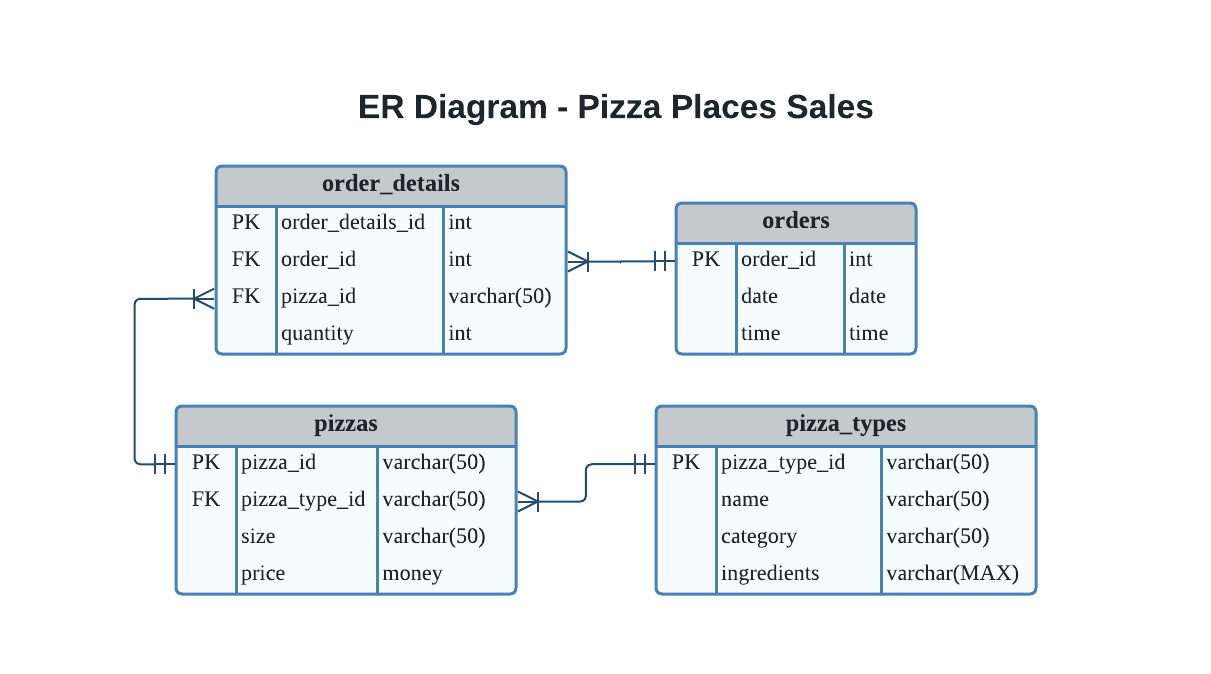 ER Diagram - Pizza Places Sales
order_details
PK order_details_id int
FK order_id int
FK pizza_id varchar(50)
quantity int
orders
PK order_id int
date date
time time
pizzas
PK pizza_id varchar(50)
FK pizza_type_id varchar(50)
size varchar(50)
price money
pizza_types
PK pizza_type_id varchar(50)
name varchar(50)
category varchar(50)
ingredients varchar(MAX)